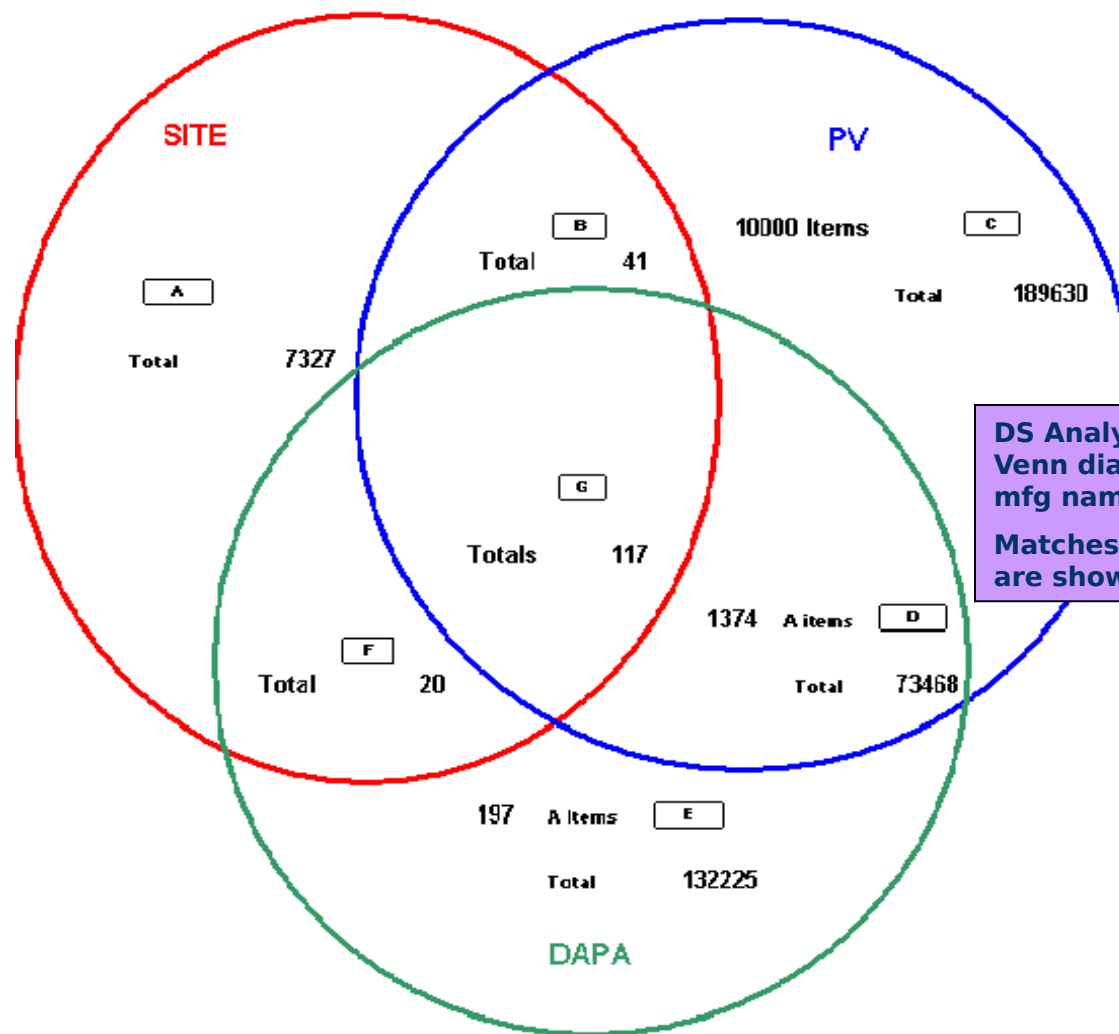 SITE
PV
B
10000 Items
C
Total 41
A
Total 189630
Total 7327
DS Analy
Venn dia
mfg nam
Matches
are show
G
Totals 117
1374 A items D
F
Total 20
Total 73468
197 A Items E
Total 132225
DAPA